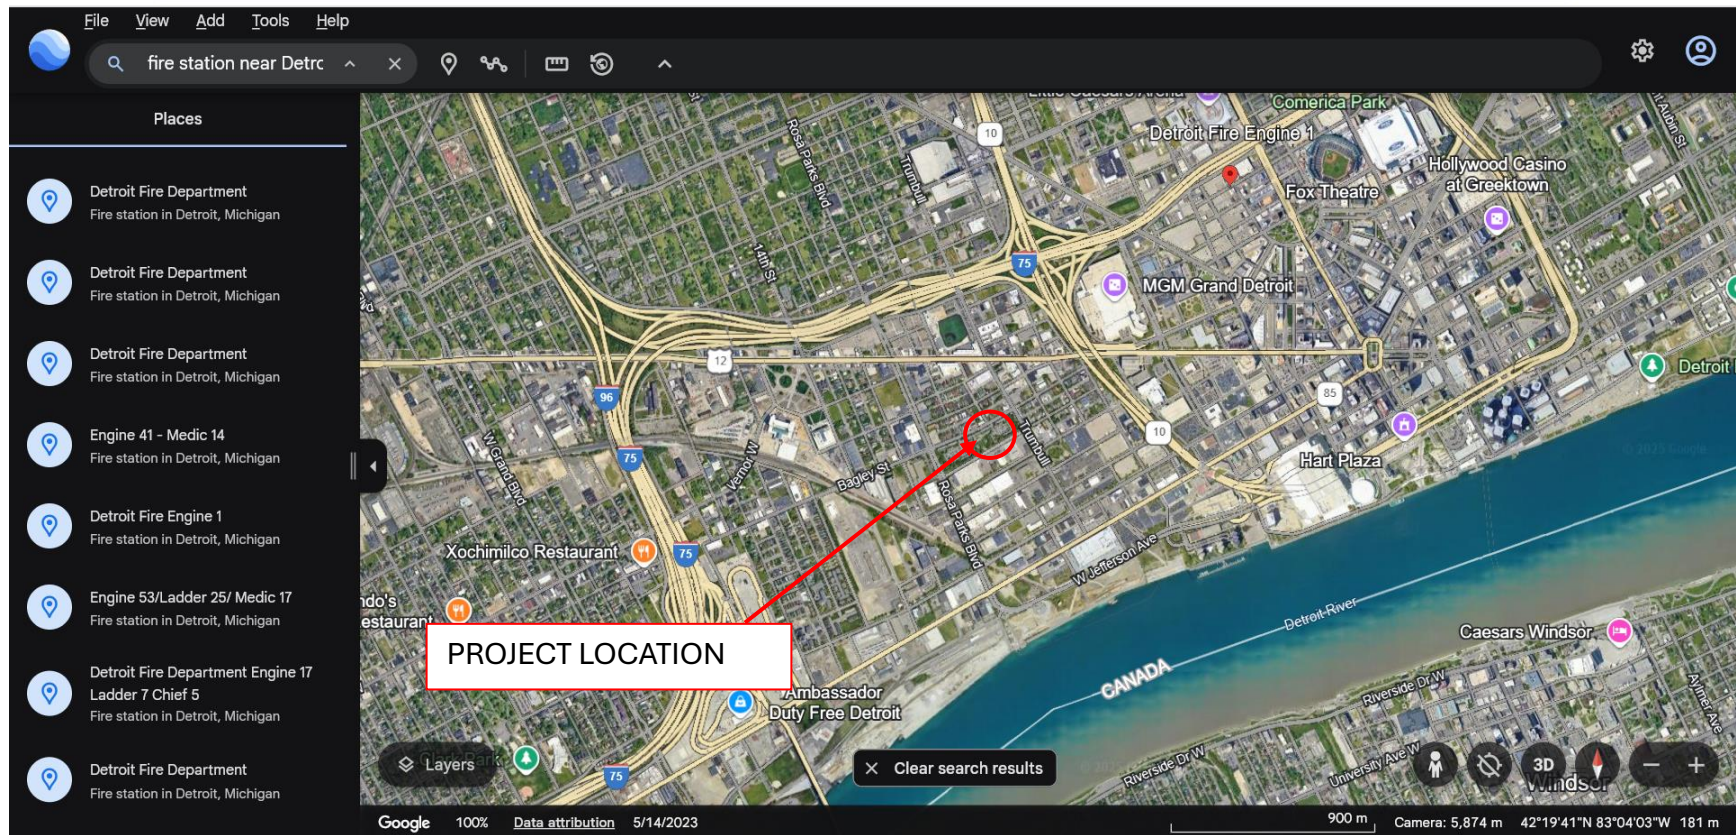 File View Add Tools Help
fire station near Detrc
Places
Detroit Fire Department
Fire station in Detroit, Michigan
Detroit Fire Department
Fire station in Detroit, Michigan
Detroit Fire Department
Fire station in Detroit, Michigan
Engine 41 - Medic 14
Fire station in Detroit, Michigan
Detroit Fire Engine 1
Fire station in Detroit, Michigan
Engine 53/Ladder 25/ Medic 17
Fire station in Detroit, Michigan
Detroit Fire Department Engine 17
Ladder 7 Chief 5
Fire station in Detroit, Michigan
Detroit Fire Department
Fire station in Detroit, Michigan
Little Caesars Arena
Comerica Park
Detroit Fire Engine 1
Hollywood Casino
at Greektown
Fox Theatre
Rosa Parks Blvd
Trumbull
10
14th St
75
MGM Grand Detroit
12
96
85
Detroit
Trumbull
10
Hart Plaza
W Grand Blvd
75
Vernor W
Bagley St
Rosa Parks Blvd
© 2025 Google
Xochimilco Restaurant
75
W Jefferson Ave
ndo's
estaurant
PROJECT LOCATION
Detroit River
Caesars Windsor
CANADA
Riverside Dr W
Aylmer Ave
Ambassador
Duty Free Detroit
Layers
75
Clear search results
Riverside Dr W
University Ave W
3D
Windsor
Google 100% Data attribution 5/14/2023 900 m Camera: 5,874 m 42°19'41"N 83°04'03"W 181 m